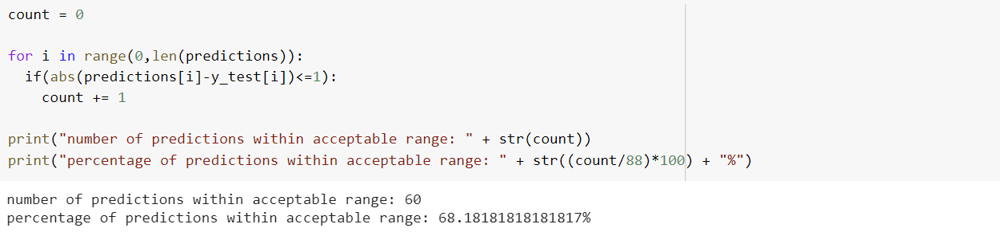 count = 0
for i in range(0,len(predictions)):
if(abs(predictions[i]-y_test[i])<=1):
count += 1
print("number of predictions within acceptable range: " + str(count))
print("percentage of predictions within acceptable range: " + str((count/88)*100) + "%")
number of predictions within acceptable range: 60
percentage of predictions within acceptable range: 68.18181818181817%